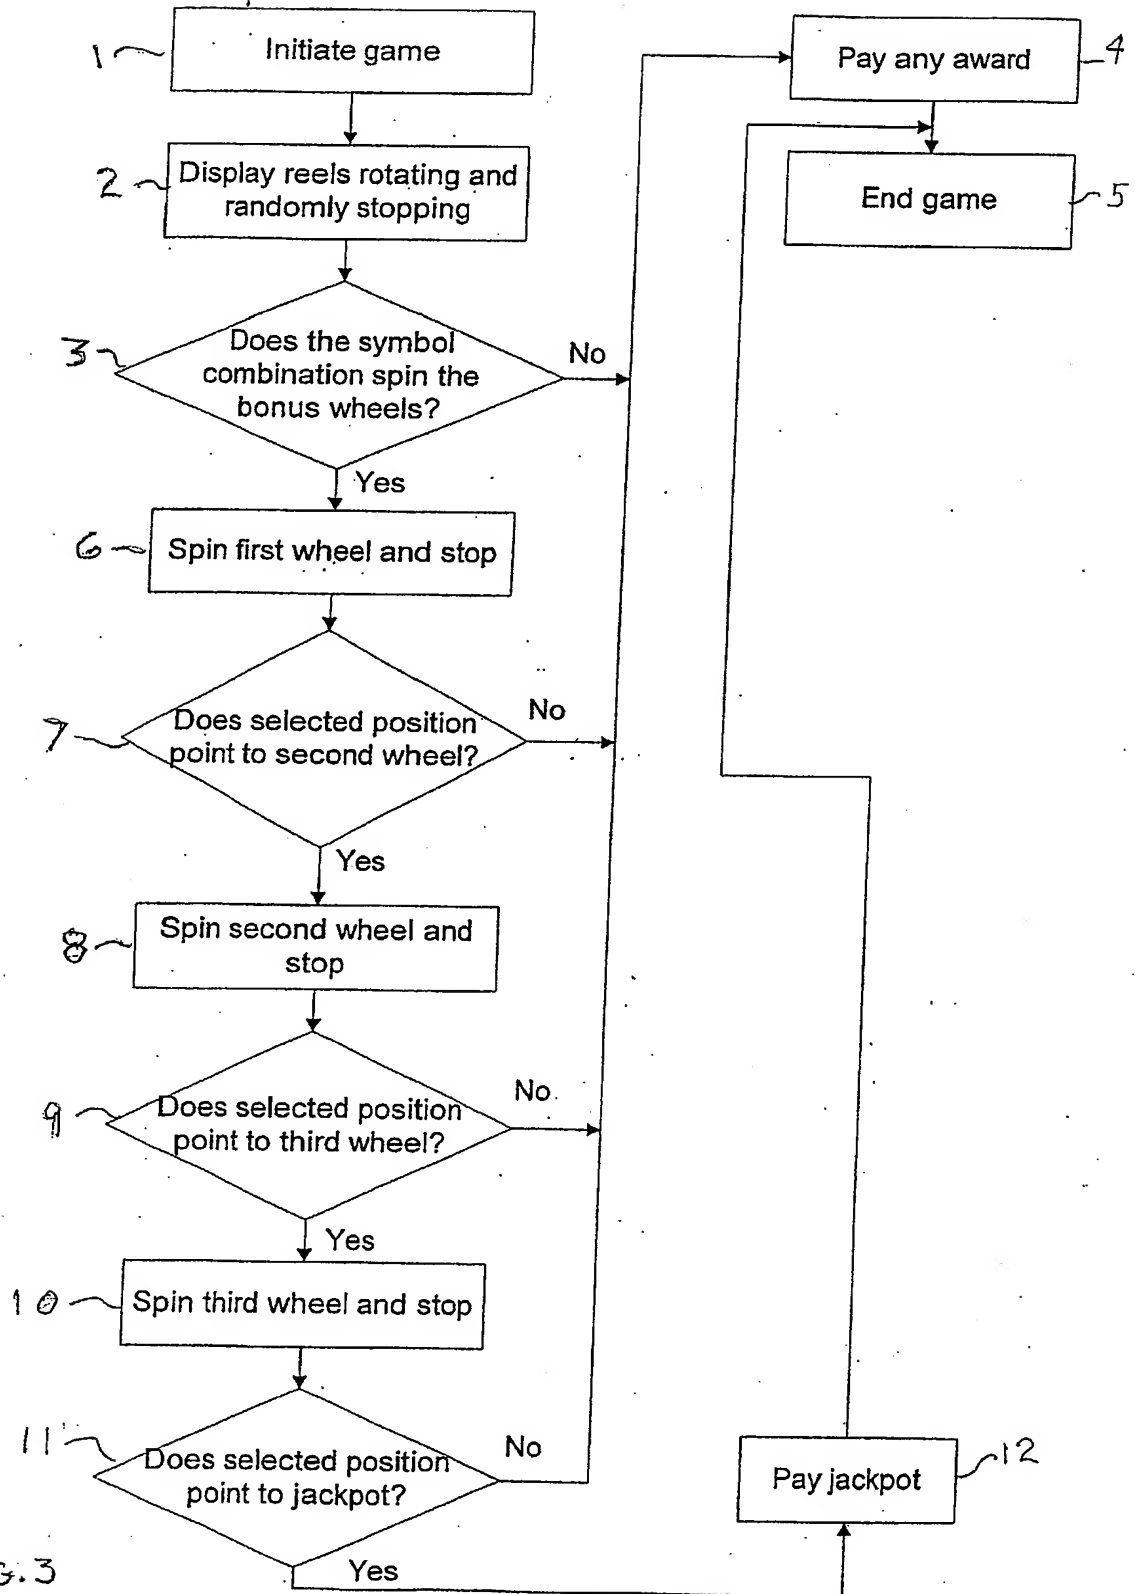 1
Initiate game
2
Display reels rotating and
randomly stopping
3
Does the symbol
combination spin the
bonus wheels?
No
Yes
6
Spin first wheel and stop
7
Does selected position
point to second wheel?
No
Yes
8
Spin second wheel and
stop
9
Does selected position
point to third wheel?
No
Yes
10
Spin third wheel and stop
11
Does selected position
point to jackpot?
No
Yes
Pay any award
4
End game
5
Pay jackpot
12
G.3